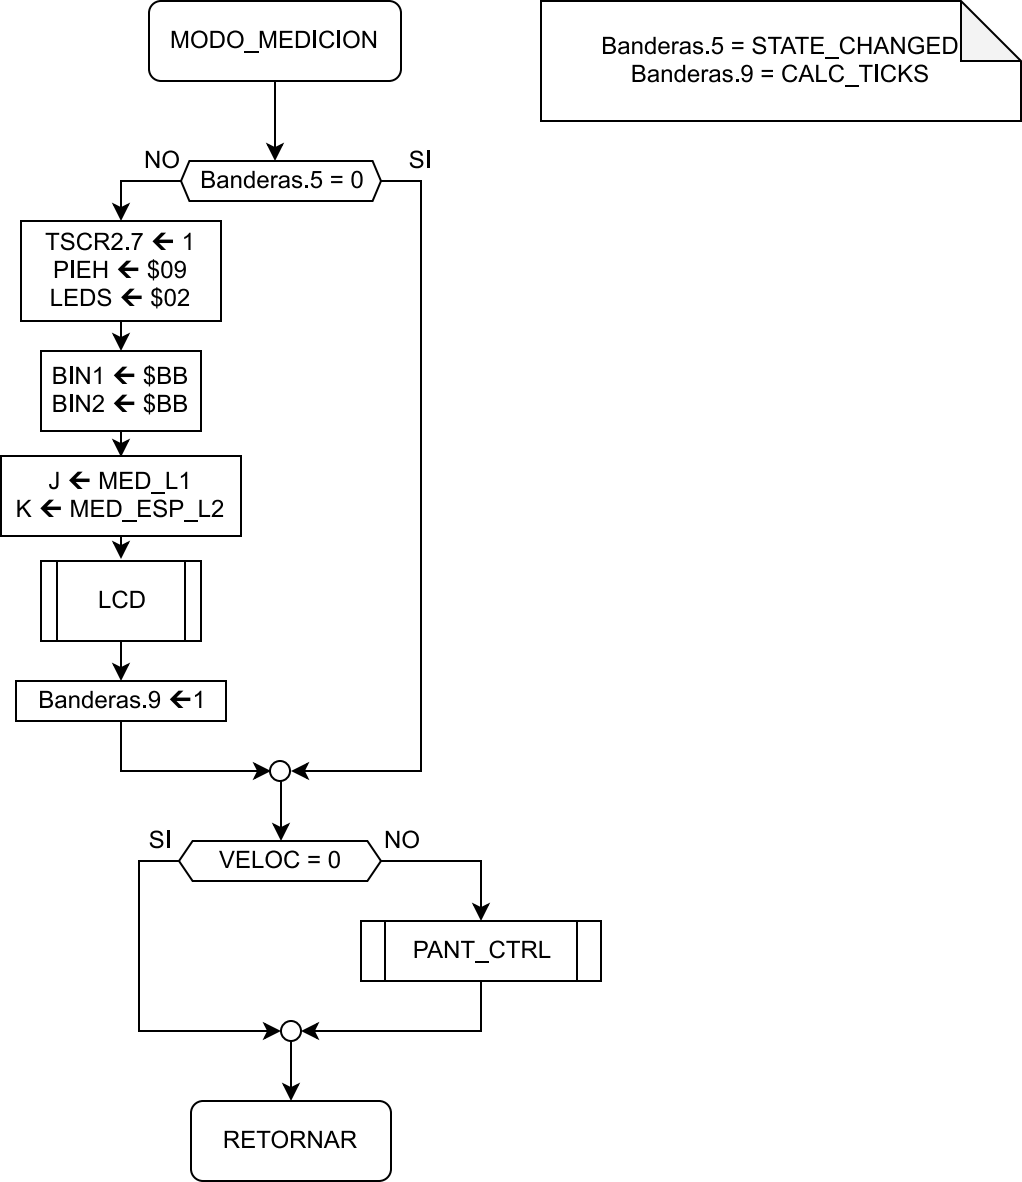 MODO_MEDICION
Banderas.5 = STATE_CHANGED
Banderas.9 = CALC_TICKS
NO
SI
Banderas.5 = 0
TSCR2.7 🡰 1
PIEH 🡰 $09
LEDS 🡰 $02
BIN1 🡰 $BB
BIN2 🡰 $BB
J 🡰 MED_L1
K 🡰 MED_ESP_L2
LCD
Banderas.9 🡰1
SI
NO
VELOC = 0
PANT_CTRL
RETORNAR